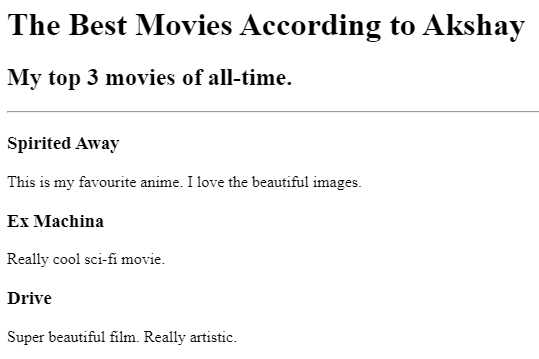 The Best Movies According to Akshay
My top 3 movies of all-time.
Spirited Away
This is my favourite anime. I love the beautiful images.
Ex Machina
Really cool sci-fi movie.
Drive
Super beautiful film. Really artistic.